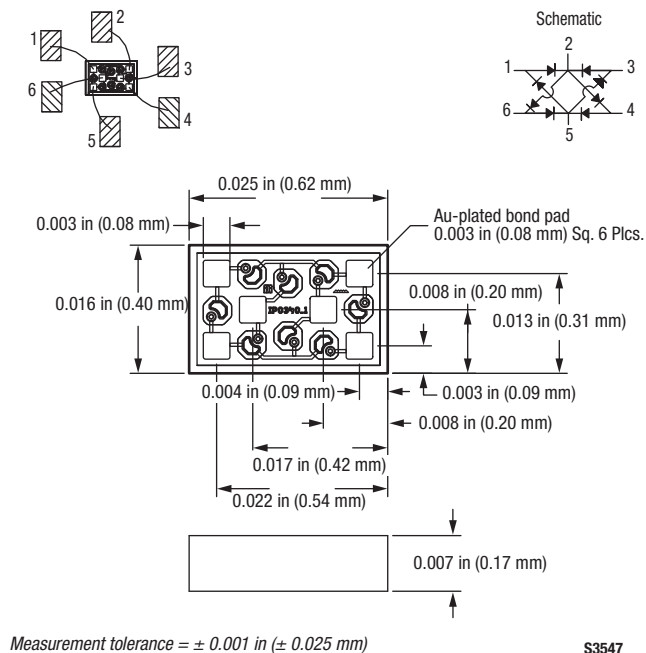 1
2
3
4
5
6
Schematic
1
2
3
4
5
6
0.025 in (0.62 mm)
0.003 in (0.08 mm)
Au-plated bond pad
0.003 in (0.08 mm) Sq. 6 Plcs.
0.016 in (0.40 mm)
0.008 in (0.20 mm)
0.013 in (0.31 mm)
0.004 in (0.09 mm)
0.003 in (0.09 mm)
0.008 in (0.20 mm)
0.017 in (0.42 mm)
0.022 in (0.54 mm)
0.007 in (0.17 mm)
Measurement tolerance = ± 0.001 in (± 0.025 mm)
S3547